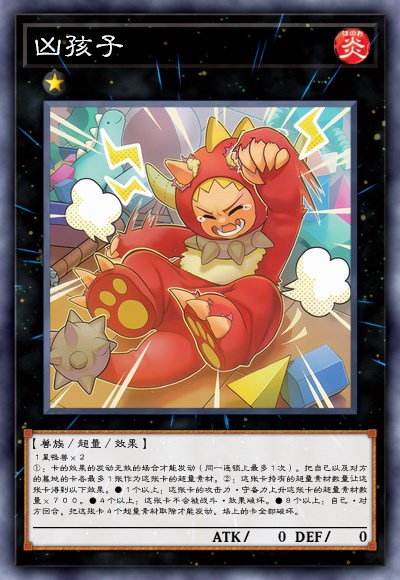 凶孩子
ほのお
炎
【兽族／超量／效果】
1星怪兽×2
①：卡的效果的发动无效的场合才能发动（同一连锁上最多1次）。把自己以及对方
的墓地的卡各最多1张作为这张卡的超量素材，②：这张卡持有的超量素材数量让这
张卡得到以下效果。●1个以上：这张卡的攻击力·守备力上升这张卡的超量素材数
量×700。●4个以上：这张卡不会被战斗·效果破坏。●8个以上：自己·对
方回合，把这张卡4个超量素材取除才能发动。场上的卡全部破坏。
ATK/ 0 DEF/ 0